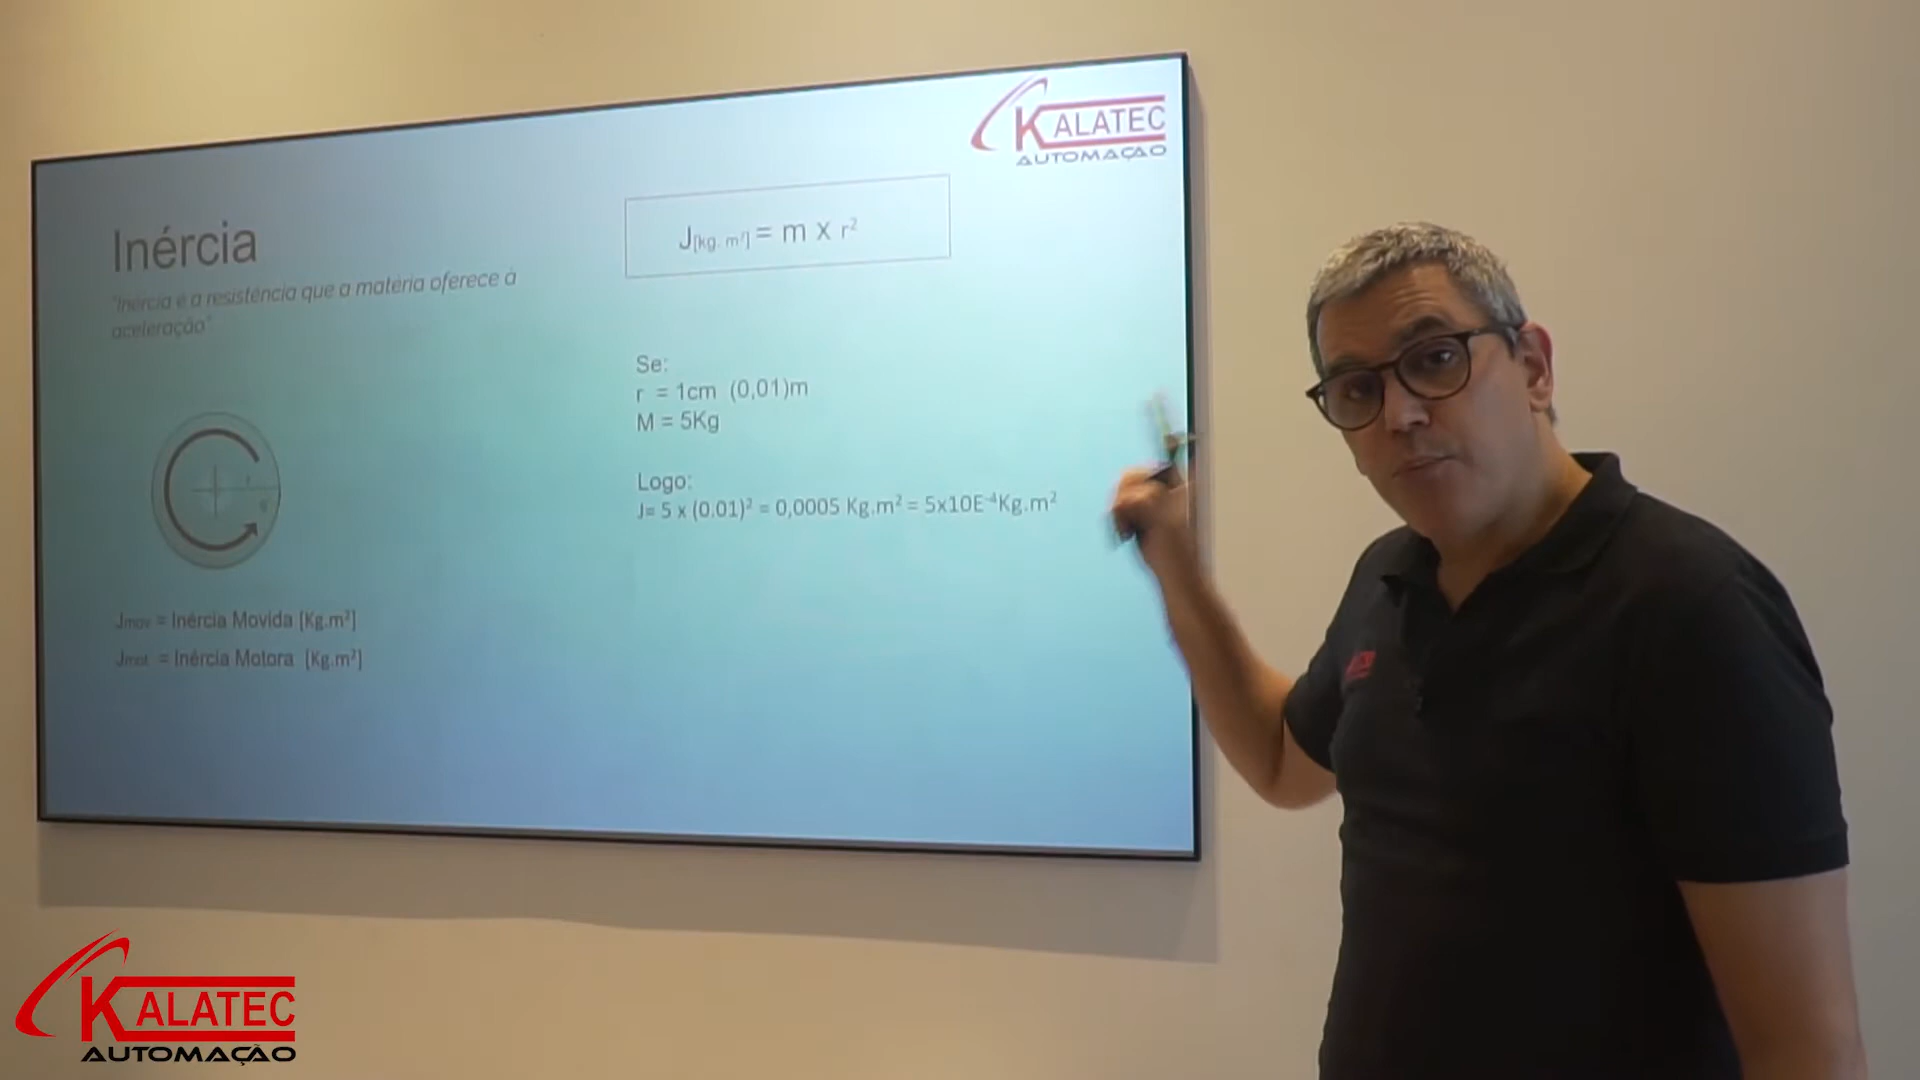 KALATEC
AUTOMAÇÃO
Inércia
"Inércia é a resistência que a matéria oferece à
aceleração".
J[kg. m²] = m x r²
Se:
r = 1cm (0,01)m
M = 5Kg
Logo:
J= 5 x (0.01)² = 0,0005 Kg.m² = 5x10E⁻⁴Kg.m²
r
Jmov = Inércia Movida [Kg.m²]
Jmot = Inércia Motora [Kg.m²]
KALATEC
AUTOMAÇÃO